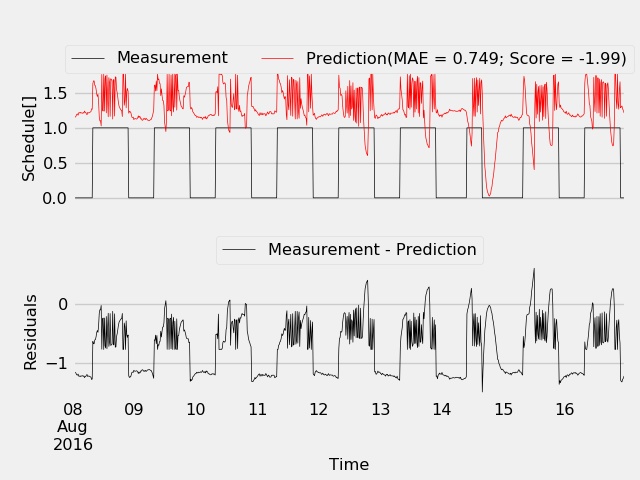 Measurement Prediction(MAE = 0.749; Score = -1.99)
1.5
1.0
0.5
0.0
Schedule[]
Measurement - Prediction
0
−1
Residuals
08 09 10 11 12 13 14 15 16
Aug
2016
Time